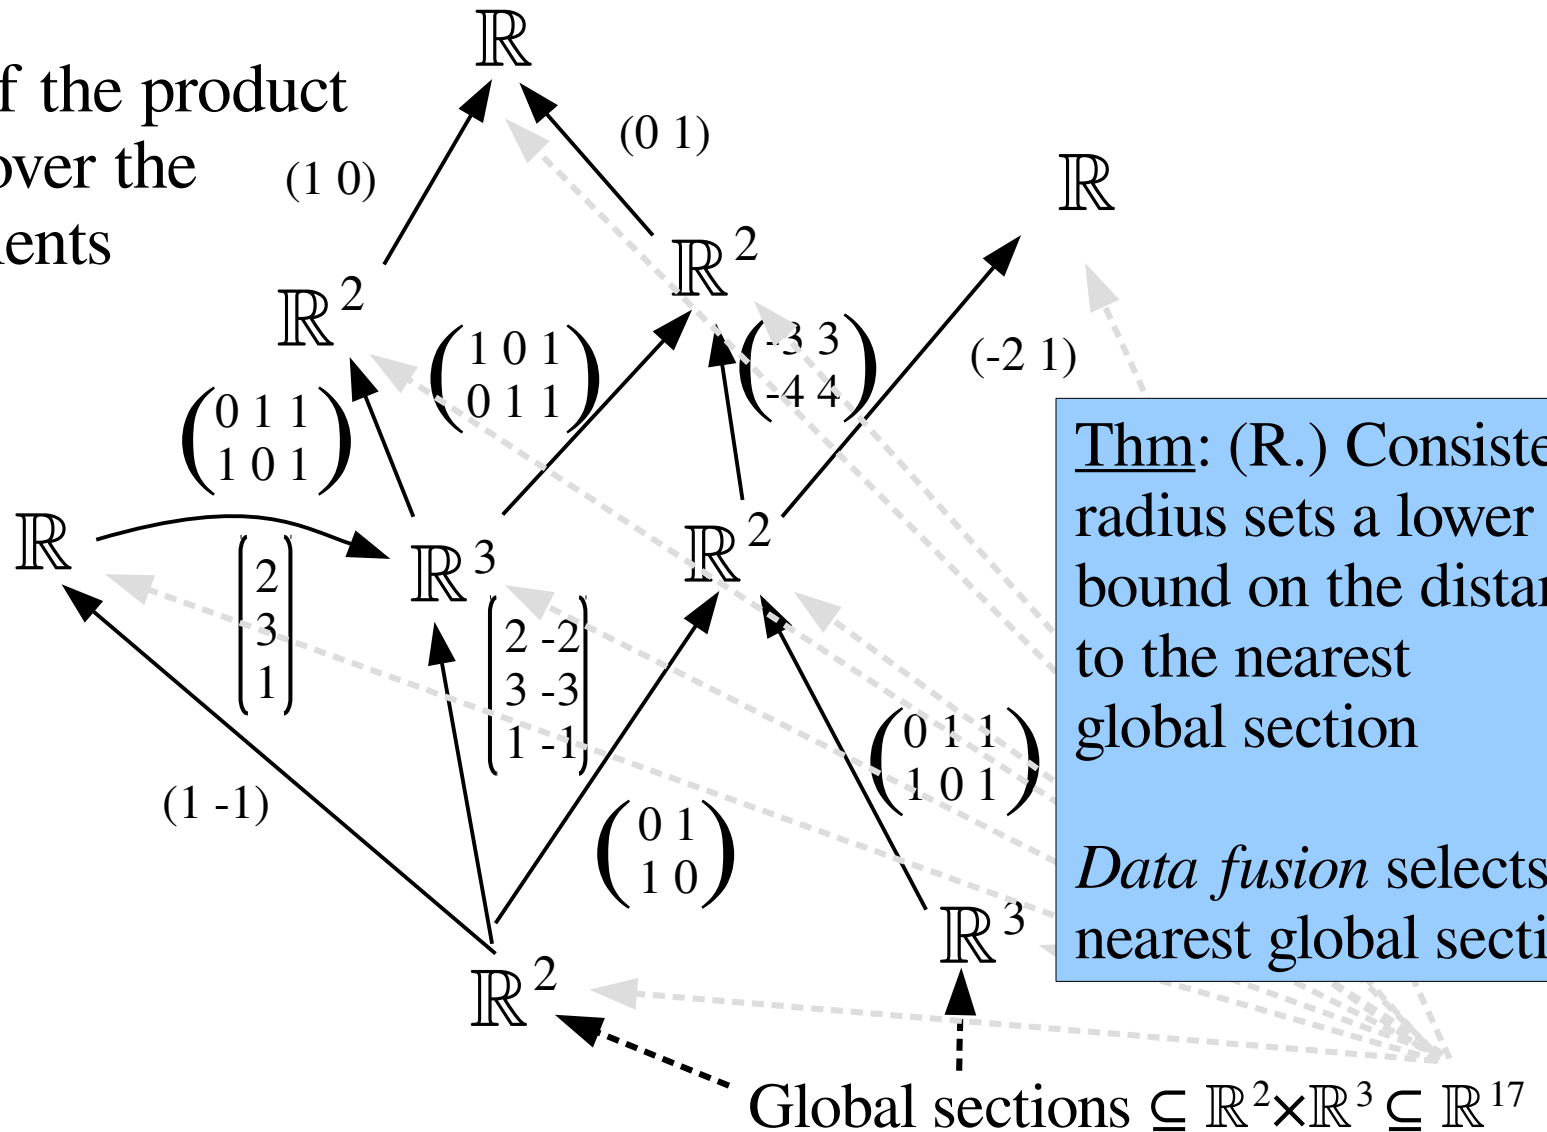 ℝ
f the product
over the
(0 1)
(1 0)
ℝ
ℝ²
ℝ²
(1 0 1
0 1 1)
(-3 3
-4 4)
(-2 1)
(0 1 1
1 0 1)
ℝ
ℝ³
ℝ²
(2
3
1)
(2 -2
3 -3
1 -1)
(1 -1)
(0 1
1 0)
(0 1 1
1 0 1)
ℝ²
ℝ³
Thm: (R.) Consiste
radius sets a lower
bound on the distan
to the nearest
global section
Data fusion selects
nearest global secti
Global sections ⊆ ℝ²×ℝ³ ⊆ ℝ¹⁷